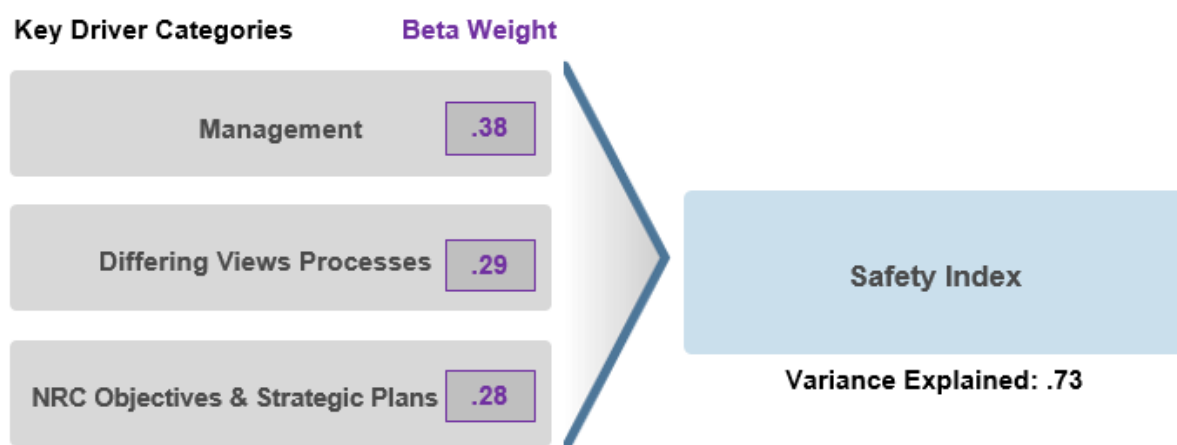 Key Driver Categories Beta Weight
Management .38
Differing Views Processes .29
Safety Index
NRC Objectives & Strategic Plans .28
Variance Explained: .73